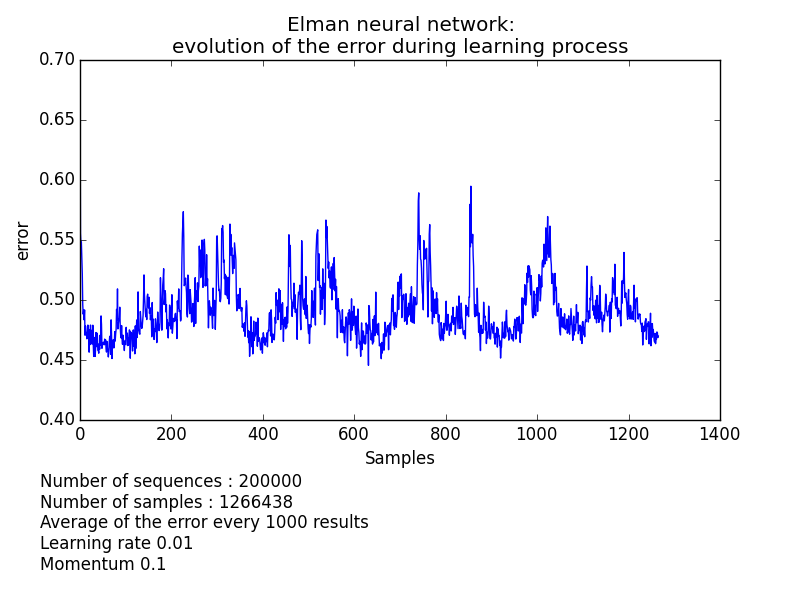 Elman neural network:
evolution of the error during learning process
0.70
0.65
0.60
0.55
0.50
0.45
0.40
error
0 200 400 600 800 1000 1200 1400
Samples
Number of sequences : 200000
Number of samples : 1266438
Average of the error every 1000 results
Learning rate 0.01
Momentum 0.1